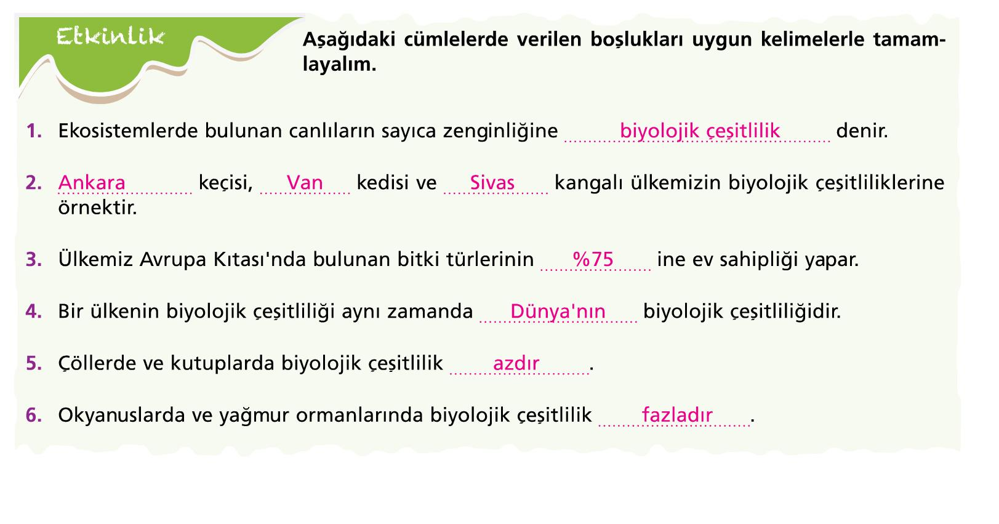 Etkinlik
Aşağıdaki cümlelerde verilen boşlukları uygun kelimelerle tamam-
layalım.
1. Ekosistemlerde bulunan canlıların sayıca zenginliğine biyolojik çeşitlilik denir.
2. Ankara keçisi, Van kedisi ve Sivas kangalı ülkemizin biyolojik çeşitliliklerine
örnektir.
3. Ülkemiz Avrupa Kıtası'nda bulunan bitki türlerinin %75 ine ev sahipliği yapar.
4. Bir ülkenin biyolojik çeşitliliği aynı zamanda Dünya'nın biyolojik çeşitliliğidir.
5. Çöllerde ve kutuplarda biyolojik çeşitlilik azdır .
6. Okyanuslarda ve yağmur ormanlarında biyolojik çeşitlilik fazladır .